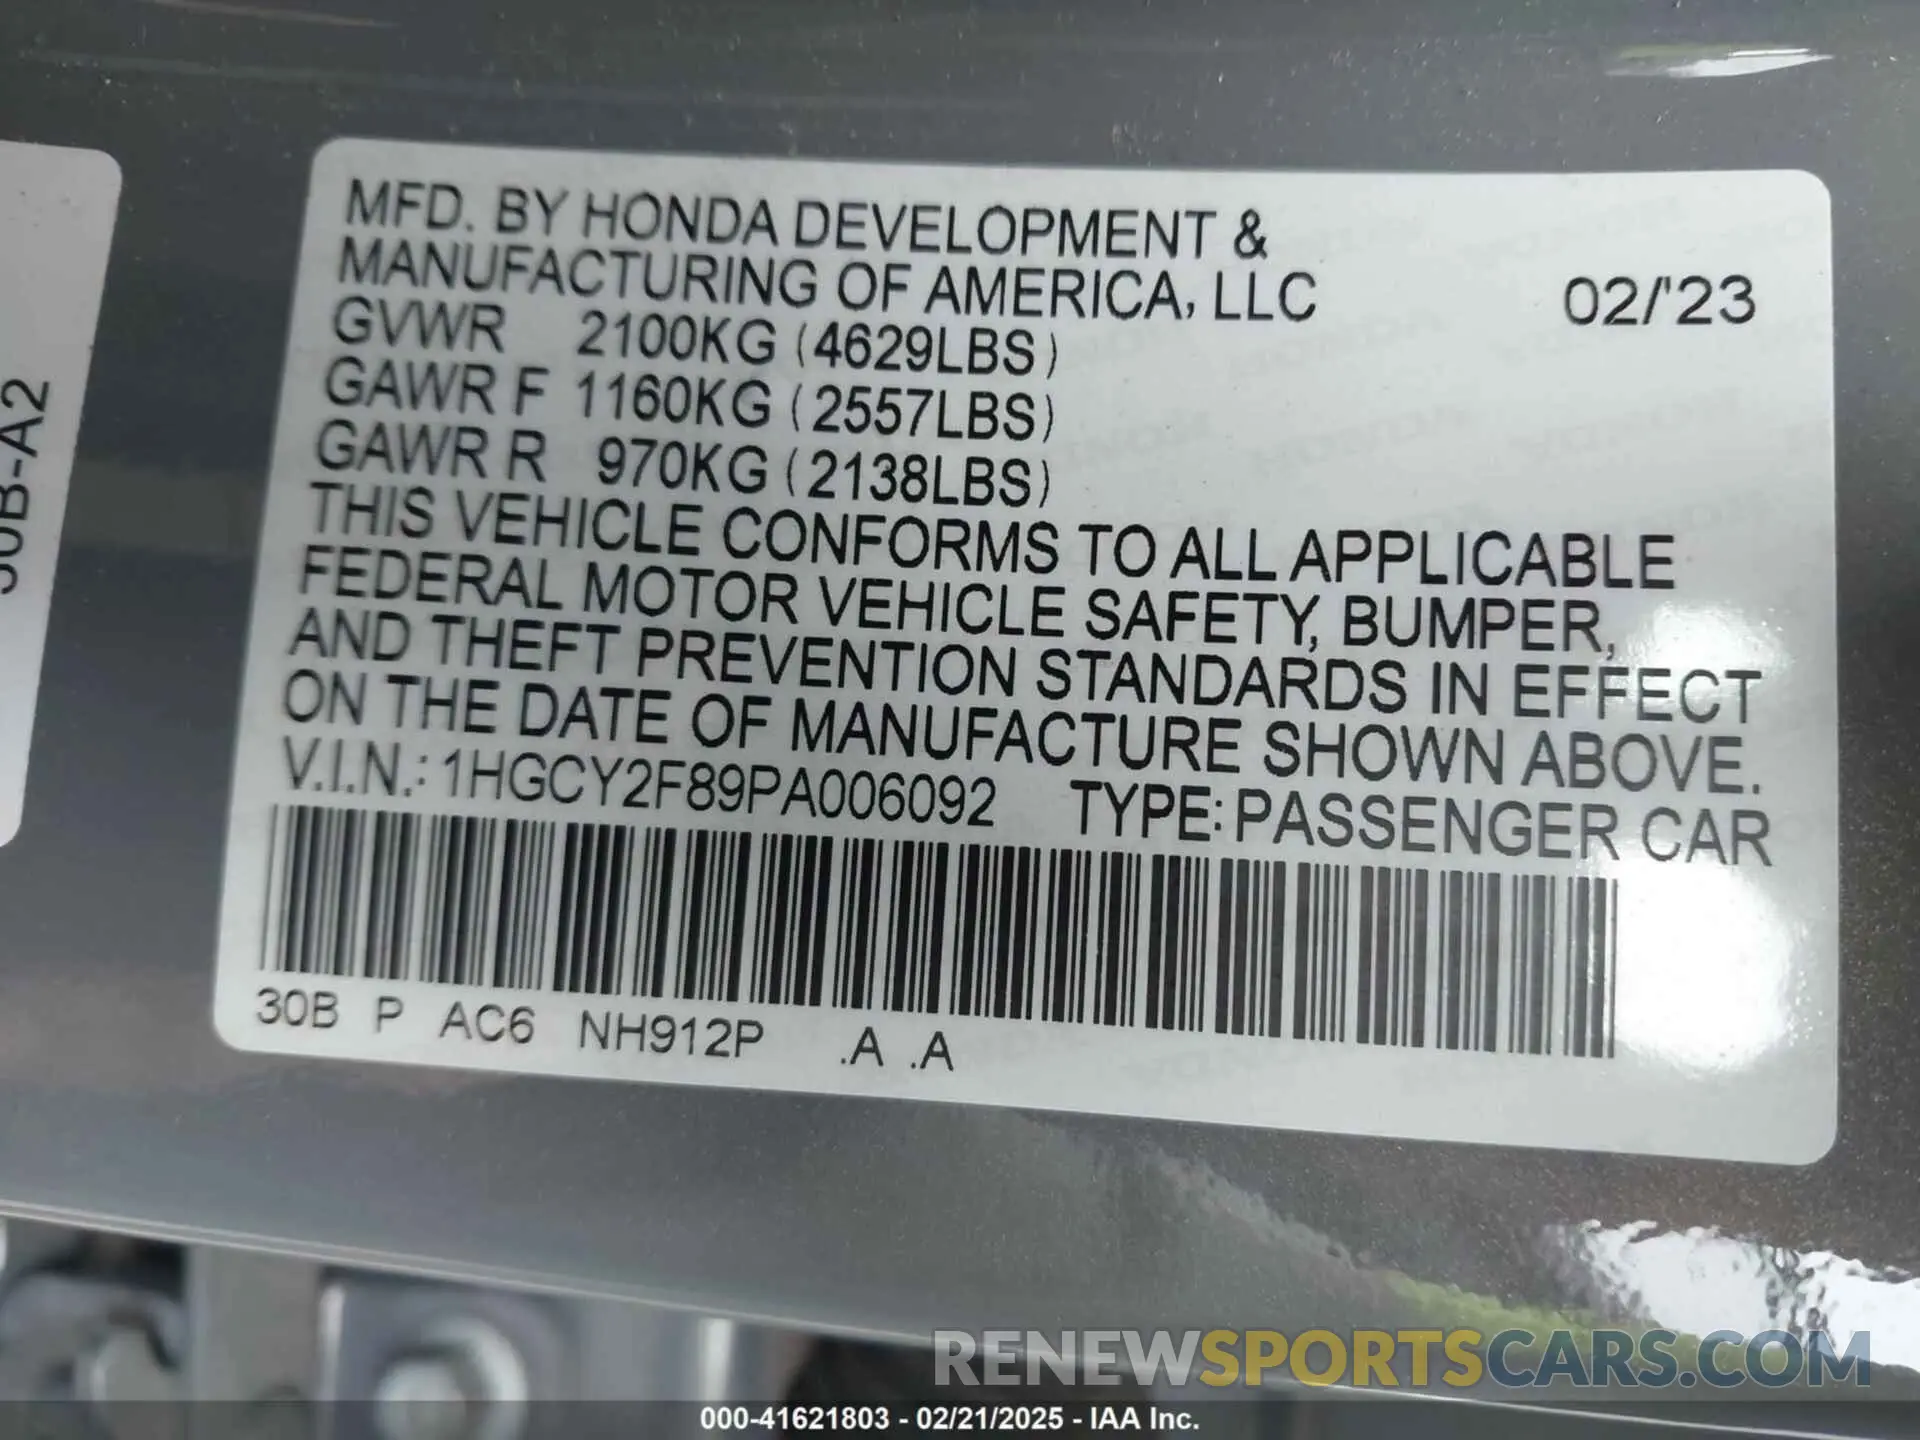 MFD. BY HONDA DEVELOPMENT &
MANUFACTURING OF AMERICA, LLC 02/'23
GVWR 2100KG (4629LBS)
GAWR F 1160KG (2557LBS)
GAWR R 970KG (2138LBS)
THIS VEHICLE CONFORMS TO ALL APPLICABLE
FEDERAL MOTOR VEHICLE SAFETY, BUMPER,
AND THEFT PREVENTION STANDARDS IN EFFECT
ON THE DATE OF MANUFACTURE SHOWN ABOVE.
V.I.N.: 1HGCY2F89PA006092 TYPE: PASSENGER CAR
30B P AC6 NH912P .A .A
30B-A2
RENEWSPORTSCARS.COM
000-41621803 - 02/21/2025 - IAA Inc.